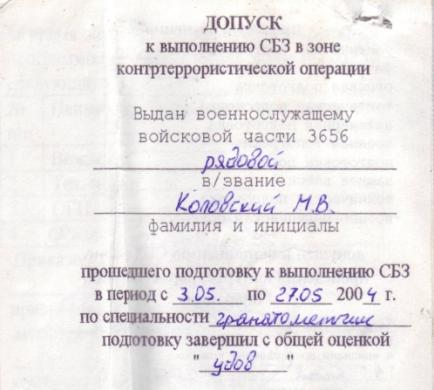 ДОПУСК
к выполнению СБЗ в зоне
контртеррористической операции
Выдан военнослужащему
войсковой части 3656
рядовой
в/звание
Коловский М.В.
фамилия и инициалы
прошедшего подготовку к выполнению СБЗ
в период с 3.05. по 27.05 2004 г.
по специальности гранатометчик
подготовку завершил с общей оценкой
" удов "